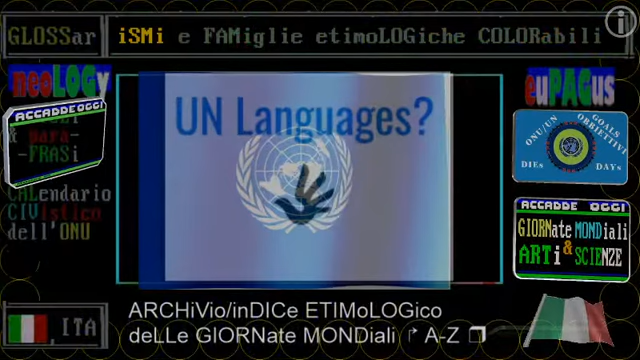 GLOSSar iSMi e FAMiglie etimoLOGiche COLORabili
neoLOGy
euPAGus
ACCADDE OGGI
& para-
-FRASi
CALendario
CIVistico
dell'ONU
UN Languages?
ONU/UN GOALS OBBIETTIVI
DIEs DAYS
ACCADDE OGGI
GIORNate MONDiali
&
ARTi SCIENZE
, ITA
ARCHiVio/inDICe ETIMoLOGico
deLLe GIORNate MONDiali ↱ A-Z ❒